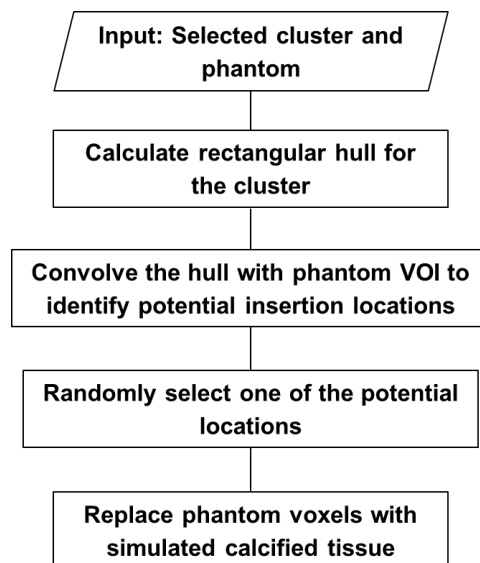 Input: Selected cluster and
phantom
Calculate rectangular hull for
the cluster
Convolve the hull with phantom VOI to
identify potential insertion locations
Randomly select one of the potential
locations
Replace phantom voxels with
simulated calcified tissue